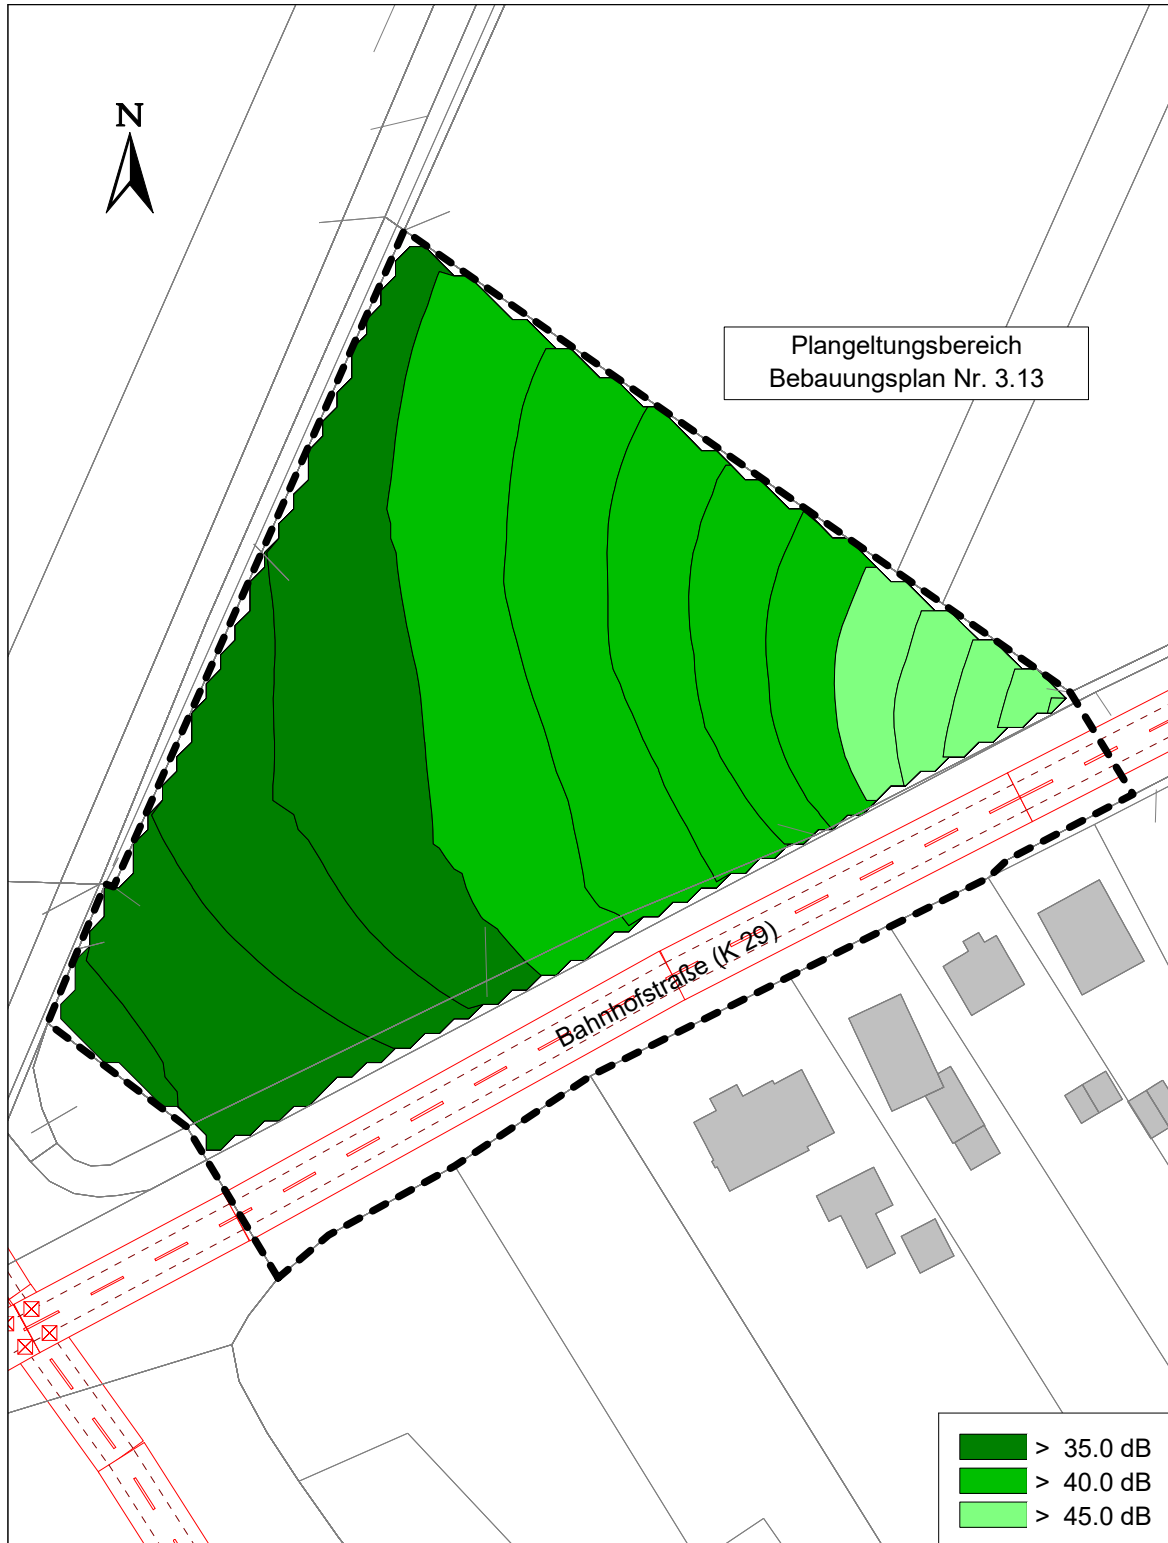 N
Plangeltungsbereich
Bebauungsplan Nr. 3.13
Bahnhofstraße (K 29)
> 35.0 dB
> 40.0 dB
> 45.0 dB